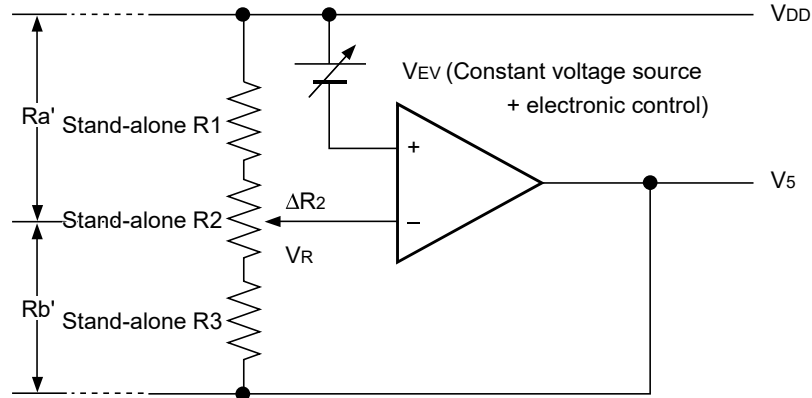 VDD
VEV (Constant voltage source
+ electronic control)
Ra'
Stand-alone R1
+
V5
ΔR2
Stand-alone R2
–
VR
Rb'
Stand-alone R3